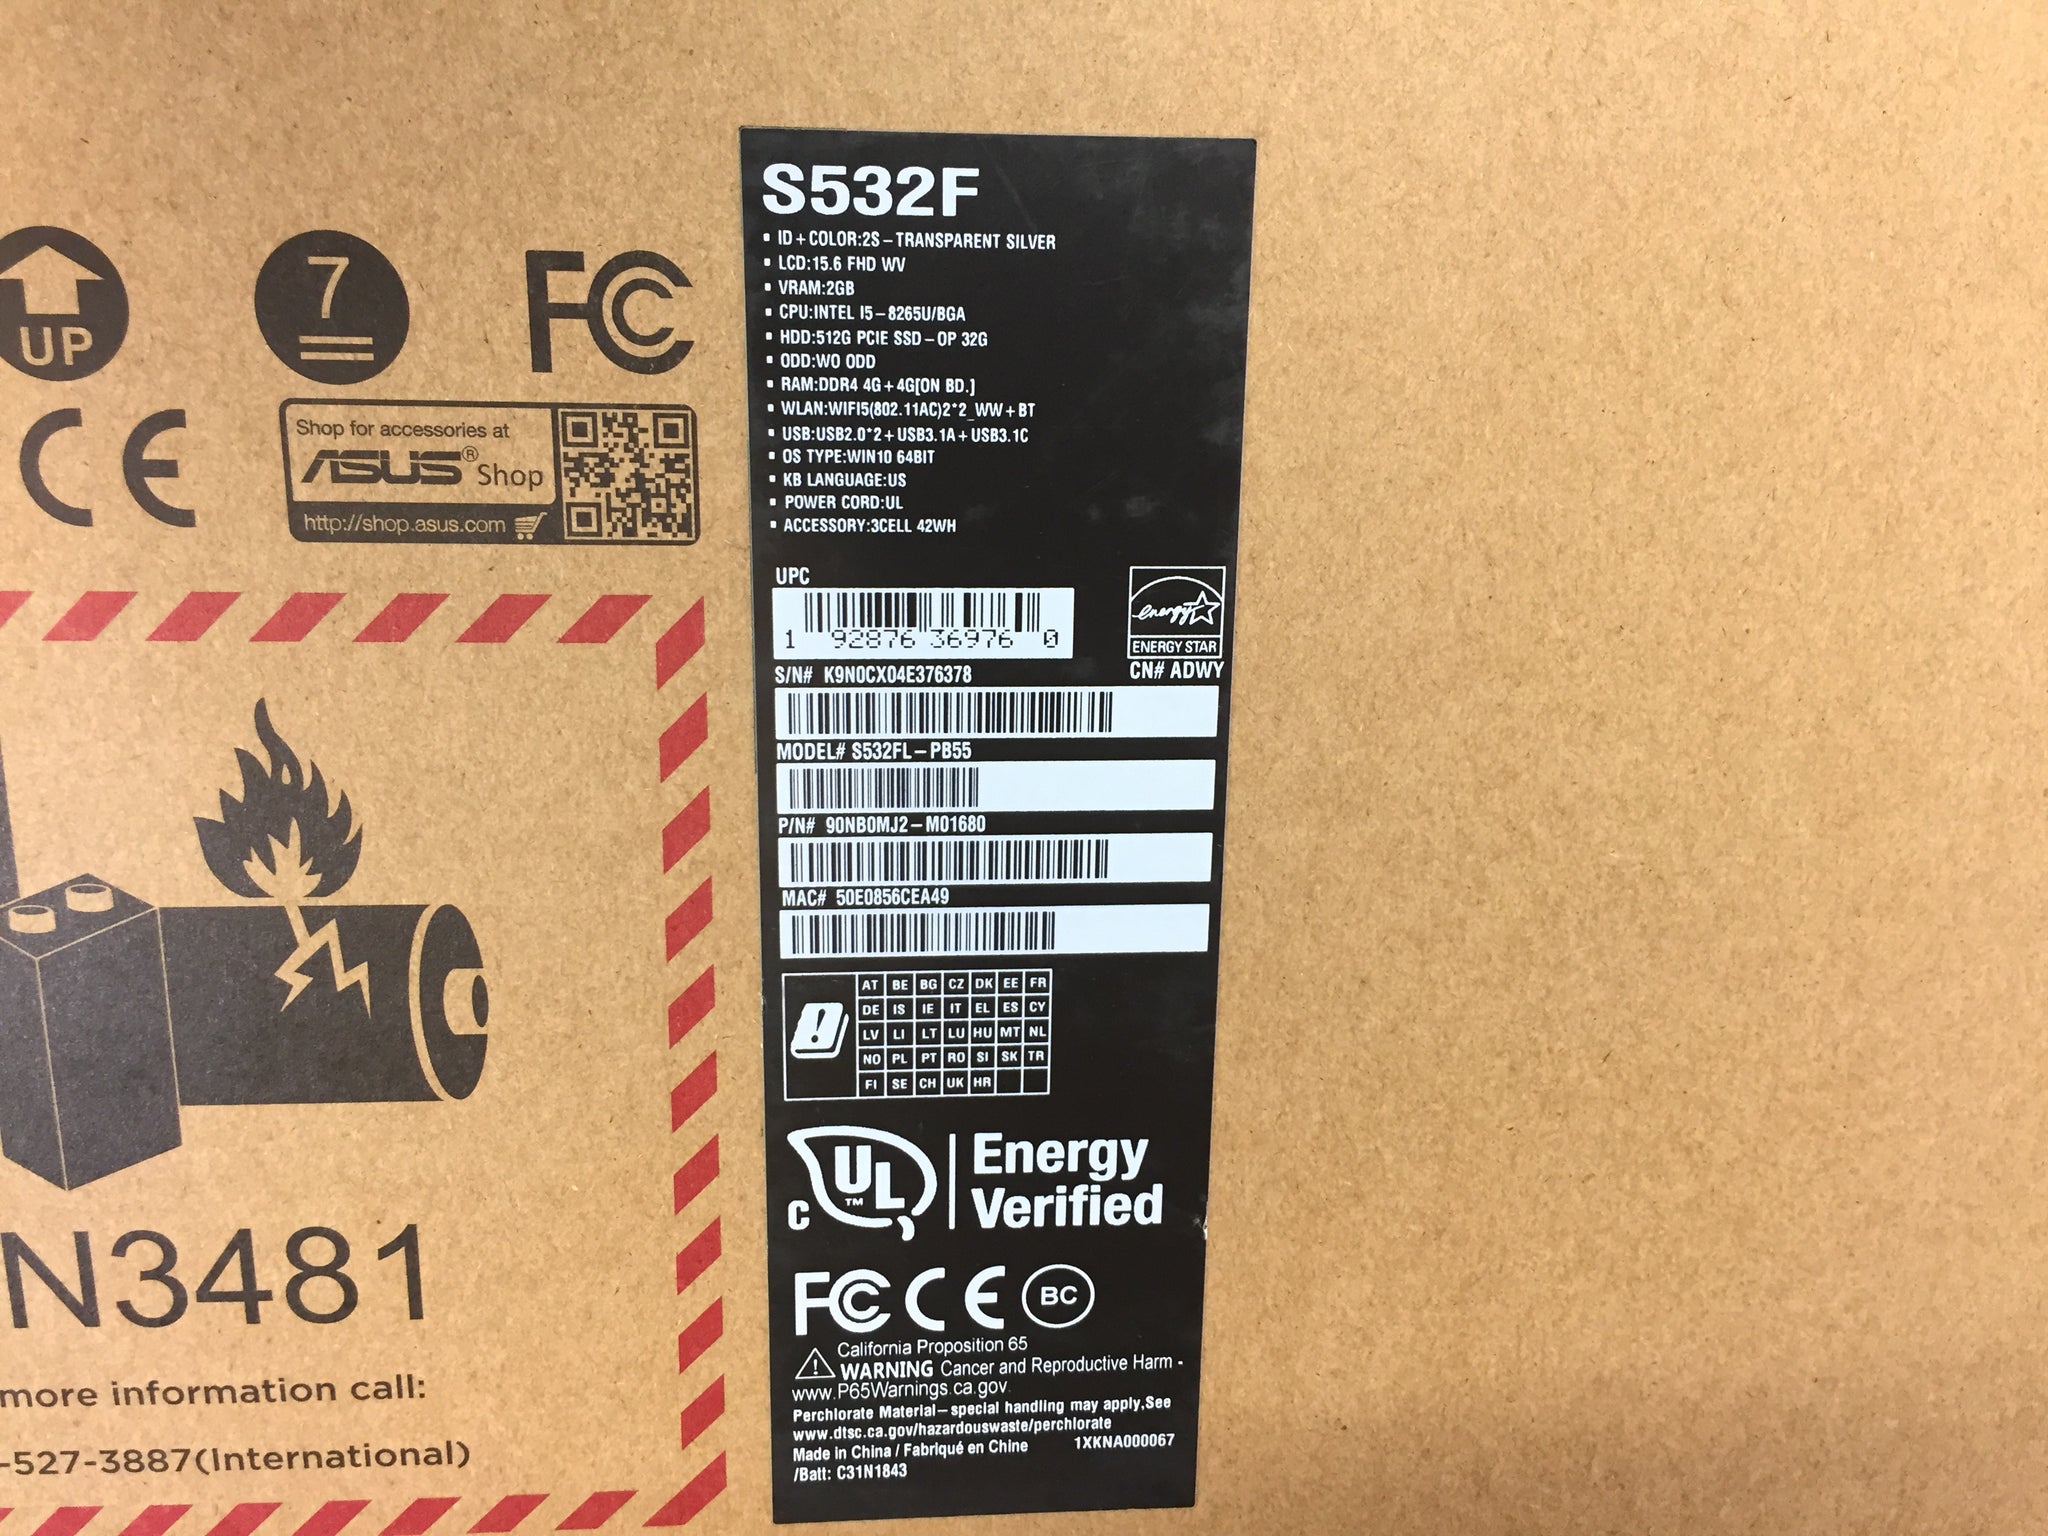 UP
7
FC
CE
Shop for accessories at
ASUS® Shop
http://shop.asus.com
N3481
more information call:
-527-3887(International)
S532F
▪ ID+COLOR:2S-TRANSPARENT SILVER
▪ LCD:15.6 FHD WV
▪ VRAM:2GB
▪ CPU:INTEL I5-8265U/BGA
▪ HDD:512G PCIE SSD-OP 32G
▪ ODD:WO ODD
▪ RAM:DDR4 4G+4G[ON BD.]
▪ WLAN:WIFI5(802.11AC)2*2_WW+BT
▪ USB:USB2.0*2+USB3.1A+USB3.1C
▪ OS TYPE:WIN10 64BIT
▪ KB LANGUAGE:US
▪ POWER CORD:UL
▪ ACCESSORY:3CELL 42WH
UPC
1 92876 36976 0
energy
ENERGY STAR
CN# ADWY
S/N# K9N0CX04E376378
MODEL# S532FL-PB55
P/N# 90NB0MJ2-M01680
MAC# 50E0856CEA49
AT BE BG CZ DK EE FR
DE IS IE IT EL ES CY
LV LI LT LU HU MT NL
NO PL PT RO SI SK TR
FI SE CH UK HR
C UL™ Energy
Verified
FC CE BC
California Proposition 65
WARNING Cancer and Reproductive Harm -
www.P65Warnings.ca.gov.
Perchlorate Material-special handling may apply,See
www.dtsc.ca.gov/hazardouswaste/perchlorate
Made in China / Fabriqué en Chine 1XKNA000067
/Batt: C31N1843